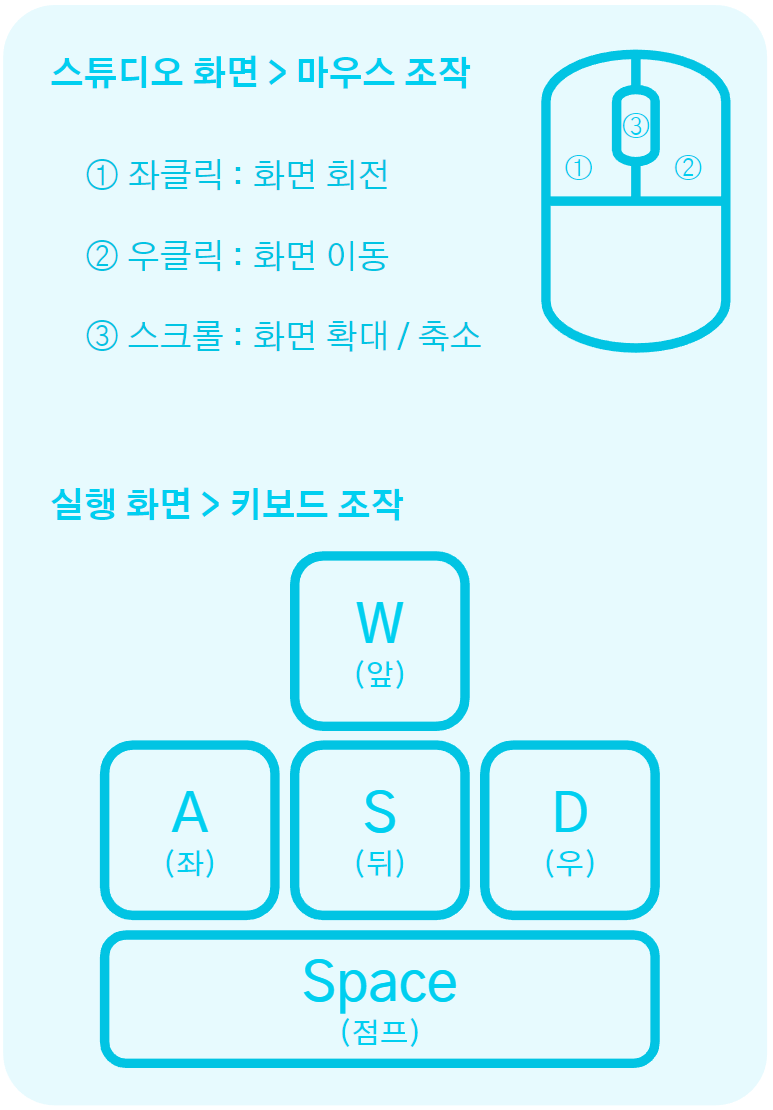 스튜디오 화면 > 마우스 조작
① 좌클릭 : 화면 회전
② 우클릭 : 화면 이동
③ 스크롤 : 화면 확대 / 축소
③
① ②
실행 화면 > 키보드 조작
W
(앞)
A S D
(좌) (뒤) (우)
Space
(점프)